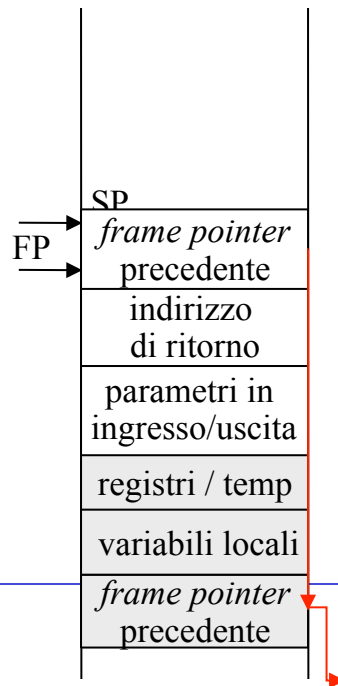 SP
frame pointer
FP
precedente
indirizzo
di ritorno
parametri in
ingresso/uscita
registri / temp
variabili locali
frame pointer
precedente